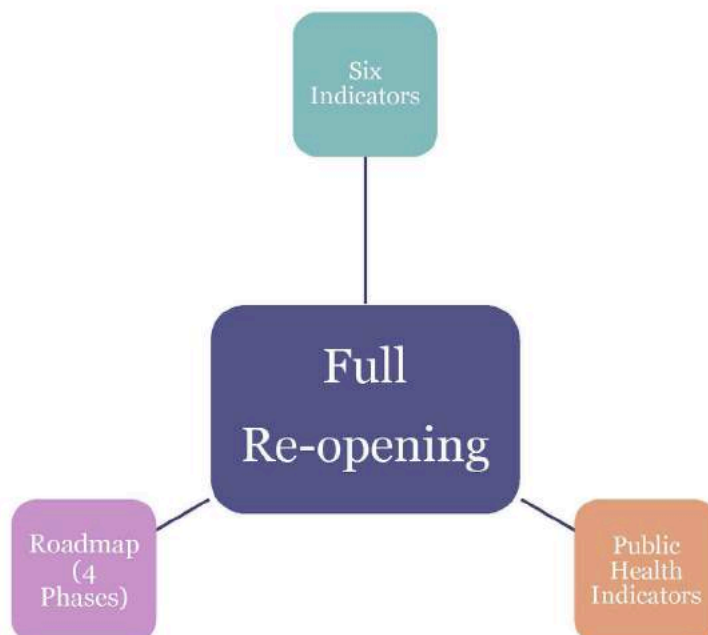 Six
Indicators
Full
Re-opening
Roadmap
(4
Phases)
Public
Health
Indicators